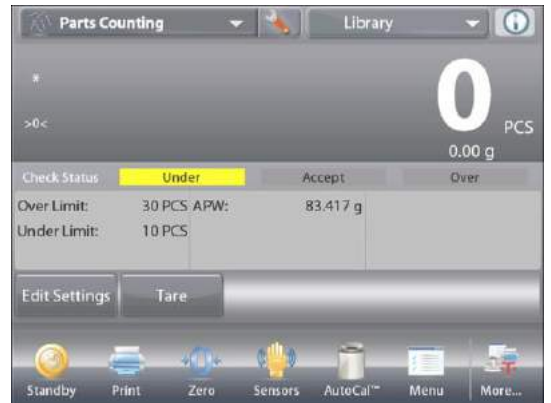 Parts Counting Library
*
0
>0<
PCS
0.00 g
Check Status Under Accept Over
Over Limit: 30 PCS APW: 83.417 g
Under Limit: 10 PCS
Edit Settings Tare
Standby Print Zero Sensors AutoCal™ Menu More...